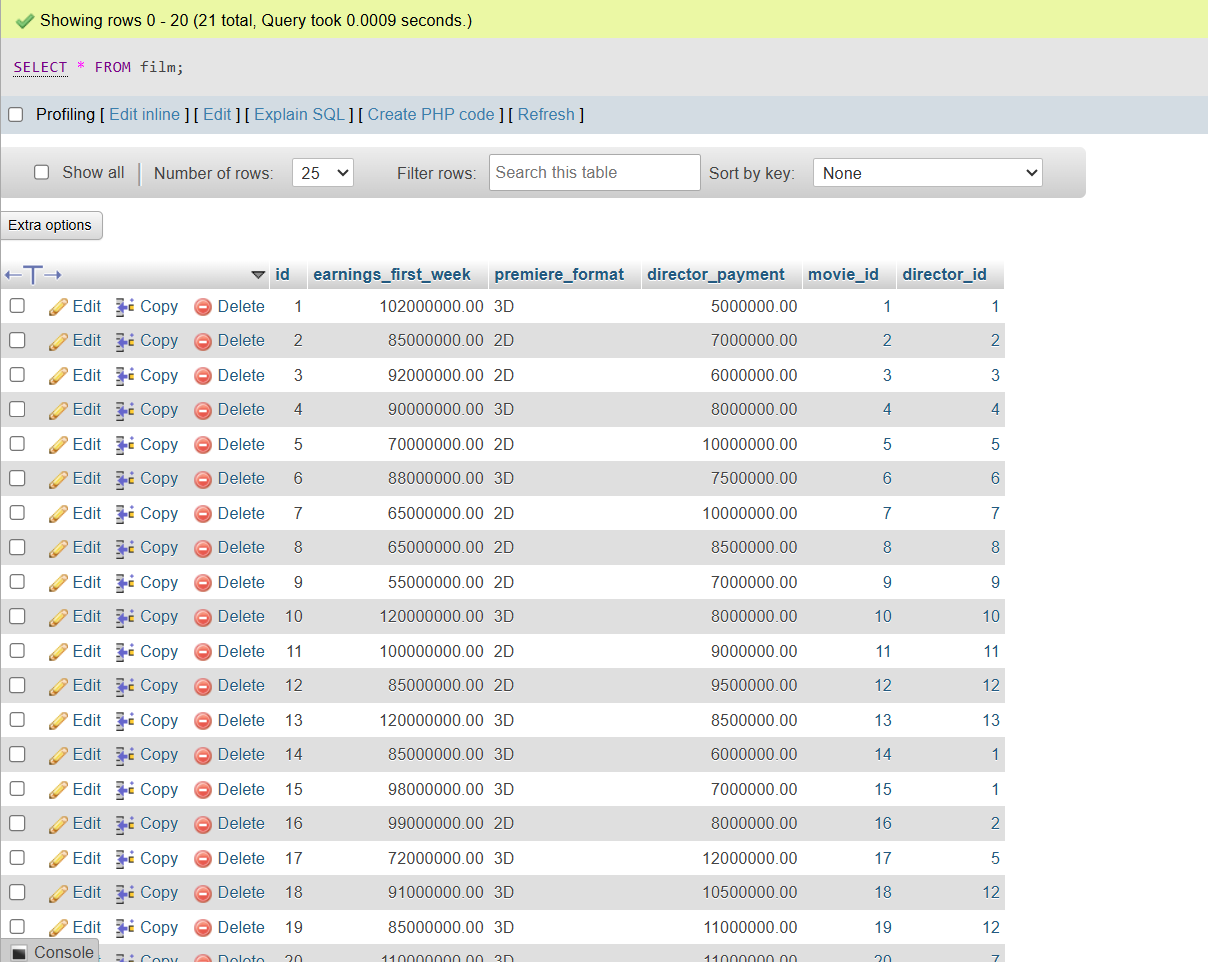 Showing rows 0 - 20 (21 total, Query took 0.0009 seconds.)
SELECT * FROM film;
Profiling [ Edit inline ] [ Edit ] [ Explain SQL ] [ Create PHP code ] [ Refresh ]
Show all Number of rows: 25 Filter rows: Search this table Sort by key: None
Extra options
id earnings_first_week premiere_format director_payment movie_id director_id
Edit Copy Delete 1 102000000.00 3D 5000000.00 1 1
Edit Copy Delete 2 85000000.00 2D 7000000.00 2 2
Edit Copy Delete 3 92000000.00 2D 6000000.00 3 3
Edit Copy Delete 4 90000000.00 3D 8000000.00 4 4
Edit Copy Delete 5 70000000.00 2D 10000000.00 5 5
Edit Copy Delete 6 88000000.00 3D 7500000.00 6 6
Edit Copy Delete 7 65000000.00 2D 10000000.00 7 7
Edit Copy Delete 8 65000000.00 2D 8500000.00 8 8
Edit Copy Delete 9 55000000.00 2D 7000000.00 9 9
Edit Copy Delete 10 120000000.00 3D 8000000.00 10 10
Edit Copy Delete 11 100000000.00 2D 9000000.00 11 11
Edit Copy Delete 12 85000000.00 2D 9500000.00 12 12
Edit Copy Delete 13 120000000.00 3D 8500000.00 13 13
Edit Copy Delete 14 85000000.00 3D 6000000.00 14 1
Edit Copy Delete 15 98000000.00 3D 7000000.00 15 1
Edit Copy Delete 16 99000000.00 2D 8000000.00 16 2
Edit Copy Delete 17 72000000.00 3D 12000000.00 17 5
Edit Copy Delete 18 91000000.00 3D 10500000.00 18 12
Edit Copy Delete 19 85000000.00 3D 11000000.00 19 12
Console Copy Delete 20 110000000.00 3D 11000000.00 20 7